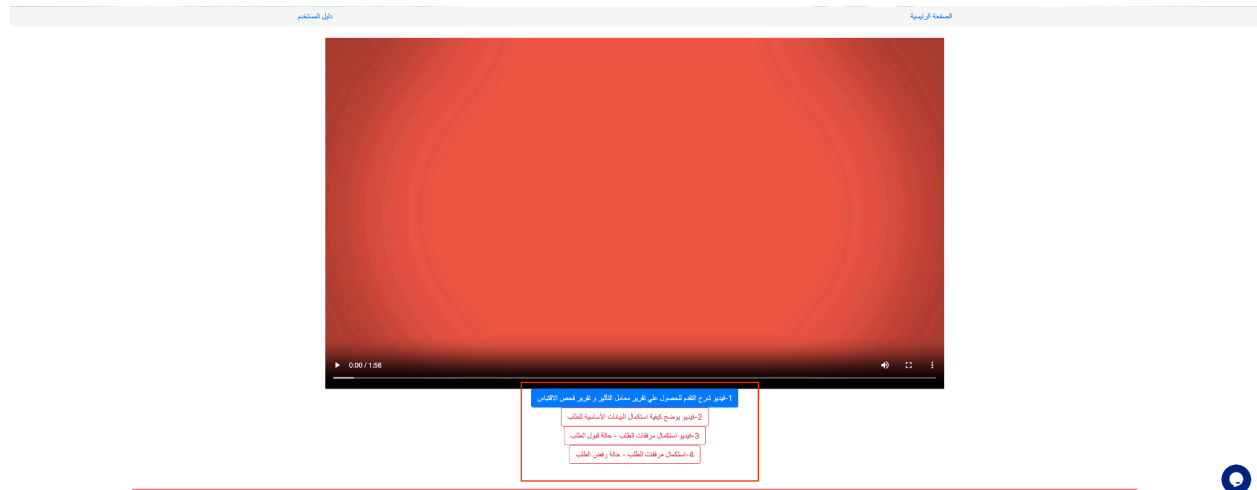 الصفحة الرئيسية
دليل المستخدم
0:00 / 1:56
1-فيديو شرح التقدم للحصول علي تقرير معامل التأثير و تقرير فحص الاقتباس
2-فيديو يوضح كيفية استكمال البيانات الأساسية للطلب
3-فيديو استكمال مرفقات الطلب - حالة قبول الطلب
4-استكمال مرفقات الطلب - حالة رفض الطلب